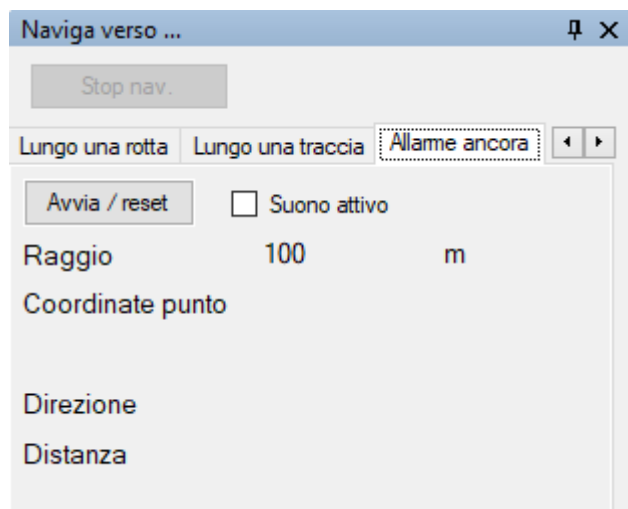 Naviga verso ...
Stop nav.
Lungo una rotta Lungo una traccia Allarme ancora
Avvia / reset Suono attivo
Raggio 100 m
Coordinate punto
Direzione
Distanza